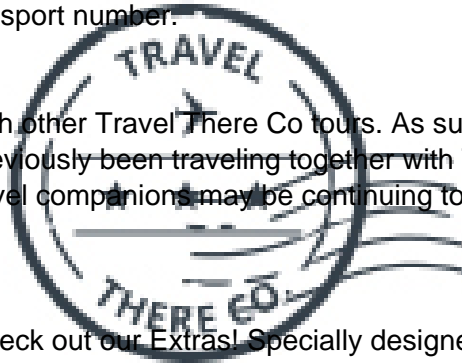 sport number.
TRAVEL
h other Travel There Co tours. As su
eviously been traveling together with
vel companions may be continuing to
THERE CO.
eck out our Extras! Specially designe